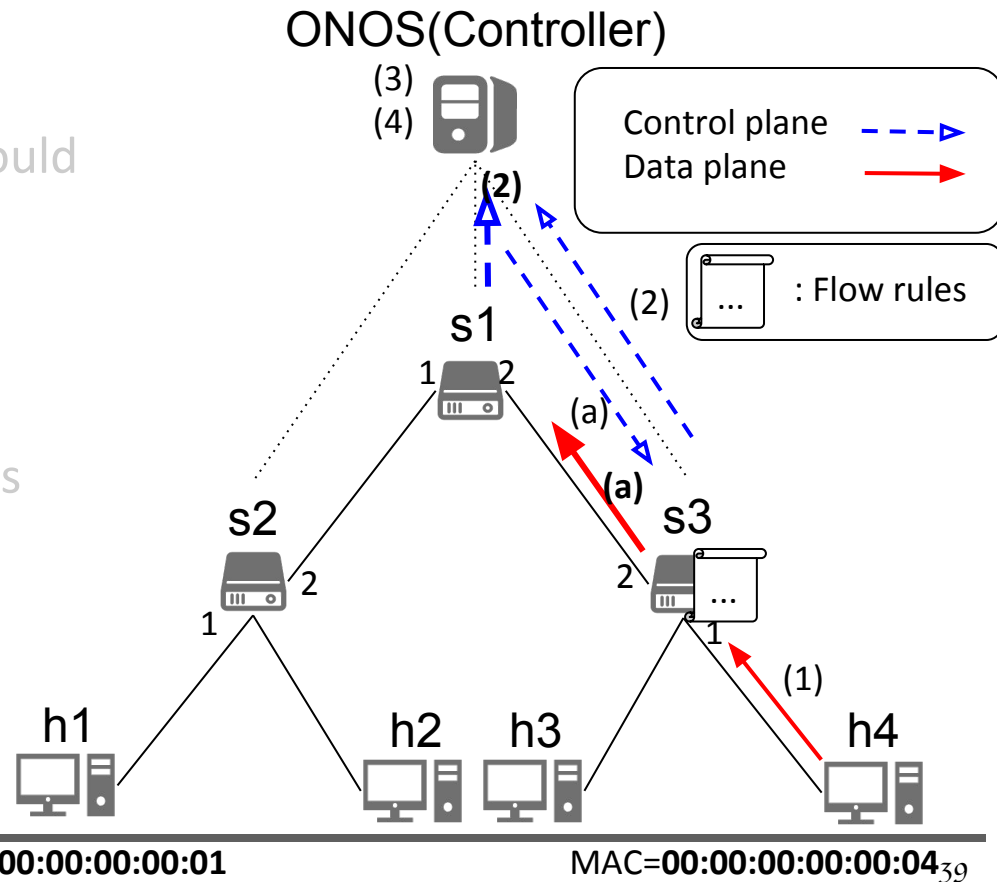 ONOS(Controller)
(3)
(4)
Control plane
Data plane
ould
(2)
(2)
...
: Flow rules
s1
1
2
(a)
s
(a)
s2
s3
2
2
...
1
1
(1)
h1
h2
h3
h4
00:00:00:00:01
MAC=00:00:00:00:00:04
39